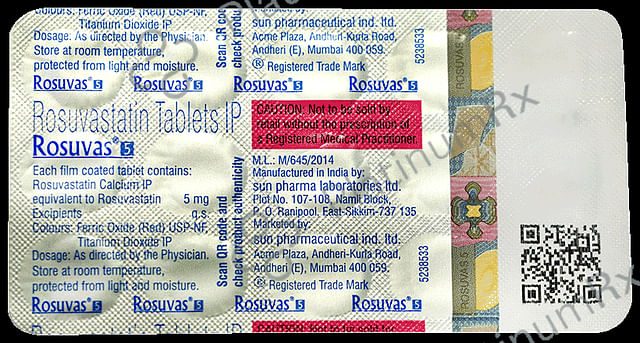 Colours: Ferric Oxide (Red) USP-NF,
Titanium Dioxide IP
Dosage: As directed by the Physician.
Store at room temperature,
protected from light and moisture.
Scan QR co
check produ
sun pharmaceutical ind. ltd.
Acme Plaza, Andheri-Kurla Road,
Andheri (E), Mumbai 400 059.
® Registered Trade Mark
5238533
Rosuvas® 5 Rosuvas® 5 Rosuvas® 5 Rosuvas® 5
Rosuvastatin Tablets IP
Rosuvas® 5
CAUTION: Not to be sold by
retail without the prescription of
a Registered Medical Practitioner.
Each film coated tablet contains:
Rosuvastatin Calcium IP
equivalent to Rosuvastatin 5 mg
Excipients q.s.
Colours: Ferric Oxide (Red) USP-NF,
Titanium Dioxide IP
Dosage: As directed by the Physician.
Store at room temperature,
protected from light and moisture.
Scan QR code and
check product authenticity
M.L.: M/645/2014
Manufactured in India by:
sun pharma laboratories ltd.
Plot No. 107-108, Namli Block,
P. O. Ranipool, East-Sikkim-737 135
Marketed by:
sun pharmaceutical ind. ltd.
Acme Plaza, Andheri-Kurla Road,
Andheri (E), Mumbai 400 059.
® Registered Trade Mark
5238533
Rosuvas® 5 Rosuvas® 5 Rosuvas® 5 Rosuvas® 5
ROSUVAS 5
ROSUVAS 5